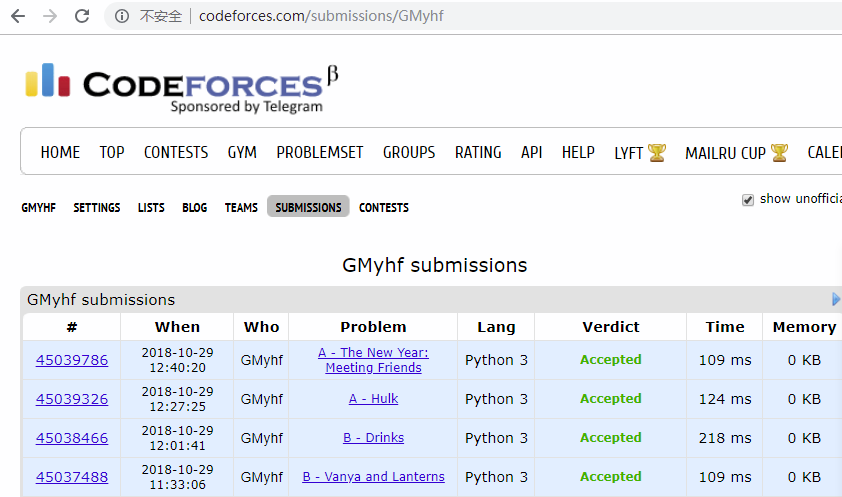 不安全 codeforces.com/submissions/GMyhf
CODEFORCES β
Sponsored by Telegram
HOME TOP CONTESTS GYM PROBLEMSET GROUPS RATING API HELP LYFT MAILRU CUP CALE
GMYHF SETTINGS LISTS BLOG TEAMS SUBMISSIONS CONTESTS show unofficia
GMyhf submissions
GMyhf submissions
# When Who Problem Lang Verdict Time Memory
45039786 2018-10-29 12:40:20 GMyhf A - The New Year: Meeting Friends Python 3 Accepted 109 ms 0 KB
45039326 2018-10-29 12:27:25 GMyhf A - Hulk Python 3 Accepted 124 ms 0 KB
45038466 2018-10-29 12:01:41 GMyhf B - Drinks Python 3 Accepted 218 ms 0 KB
45037488 2018-10-29 11:33:06 GMyhf B - Vanya and Lanterns Python 3 Accepted 109 ms 0 KB